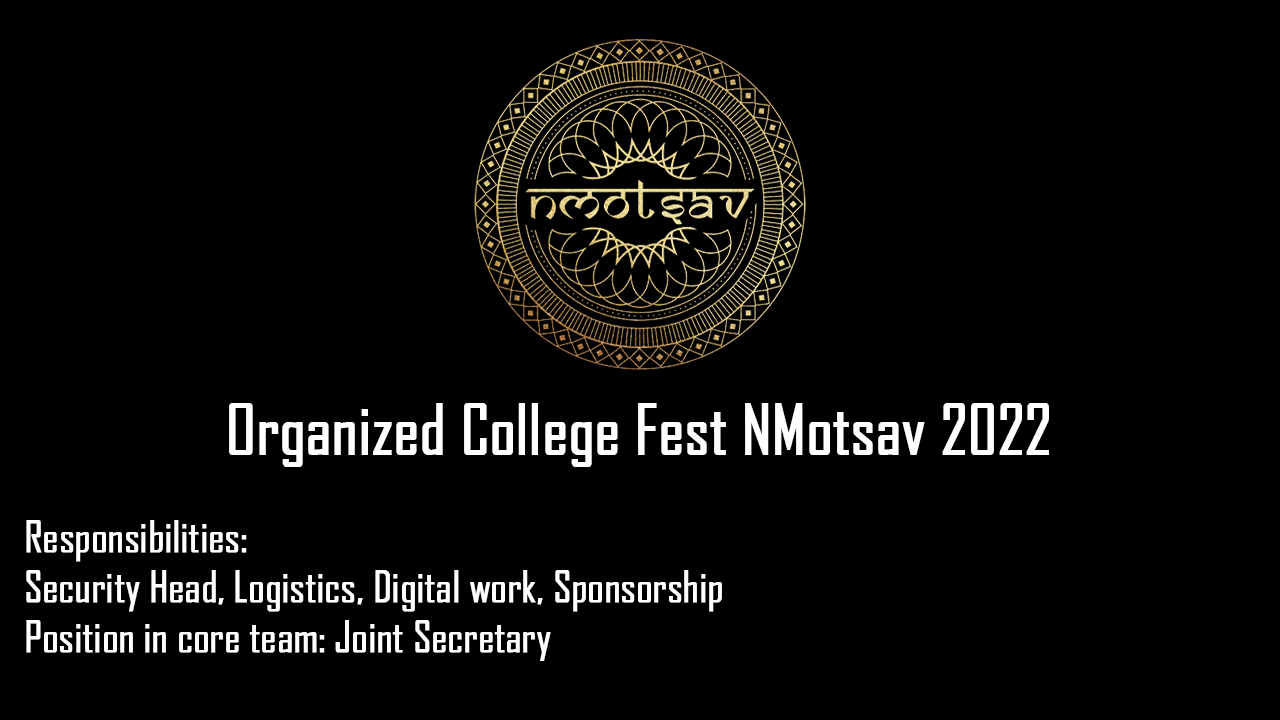 nmotsav
Organized College Fest NMotsav 2022
Responsibilities:
Security Head, Logistics, Digital work, Sponsorship
Position in core team: Joint Secretary